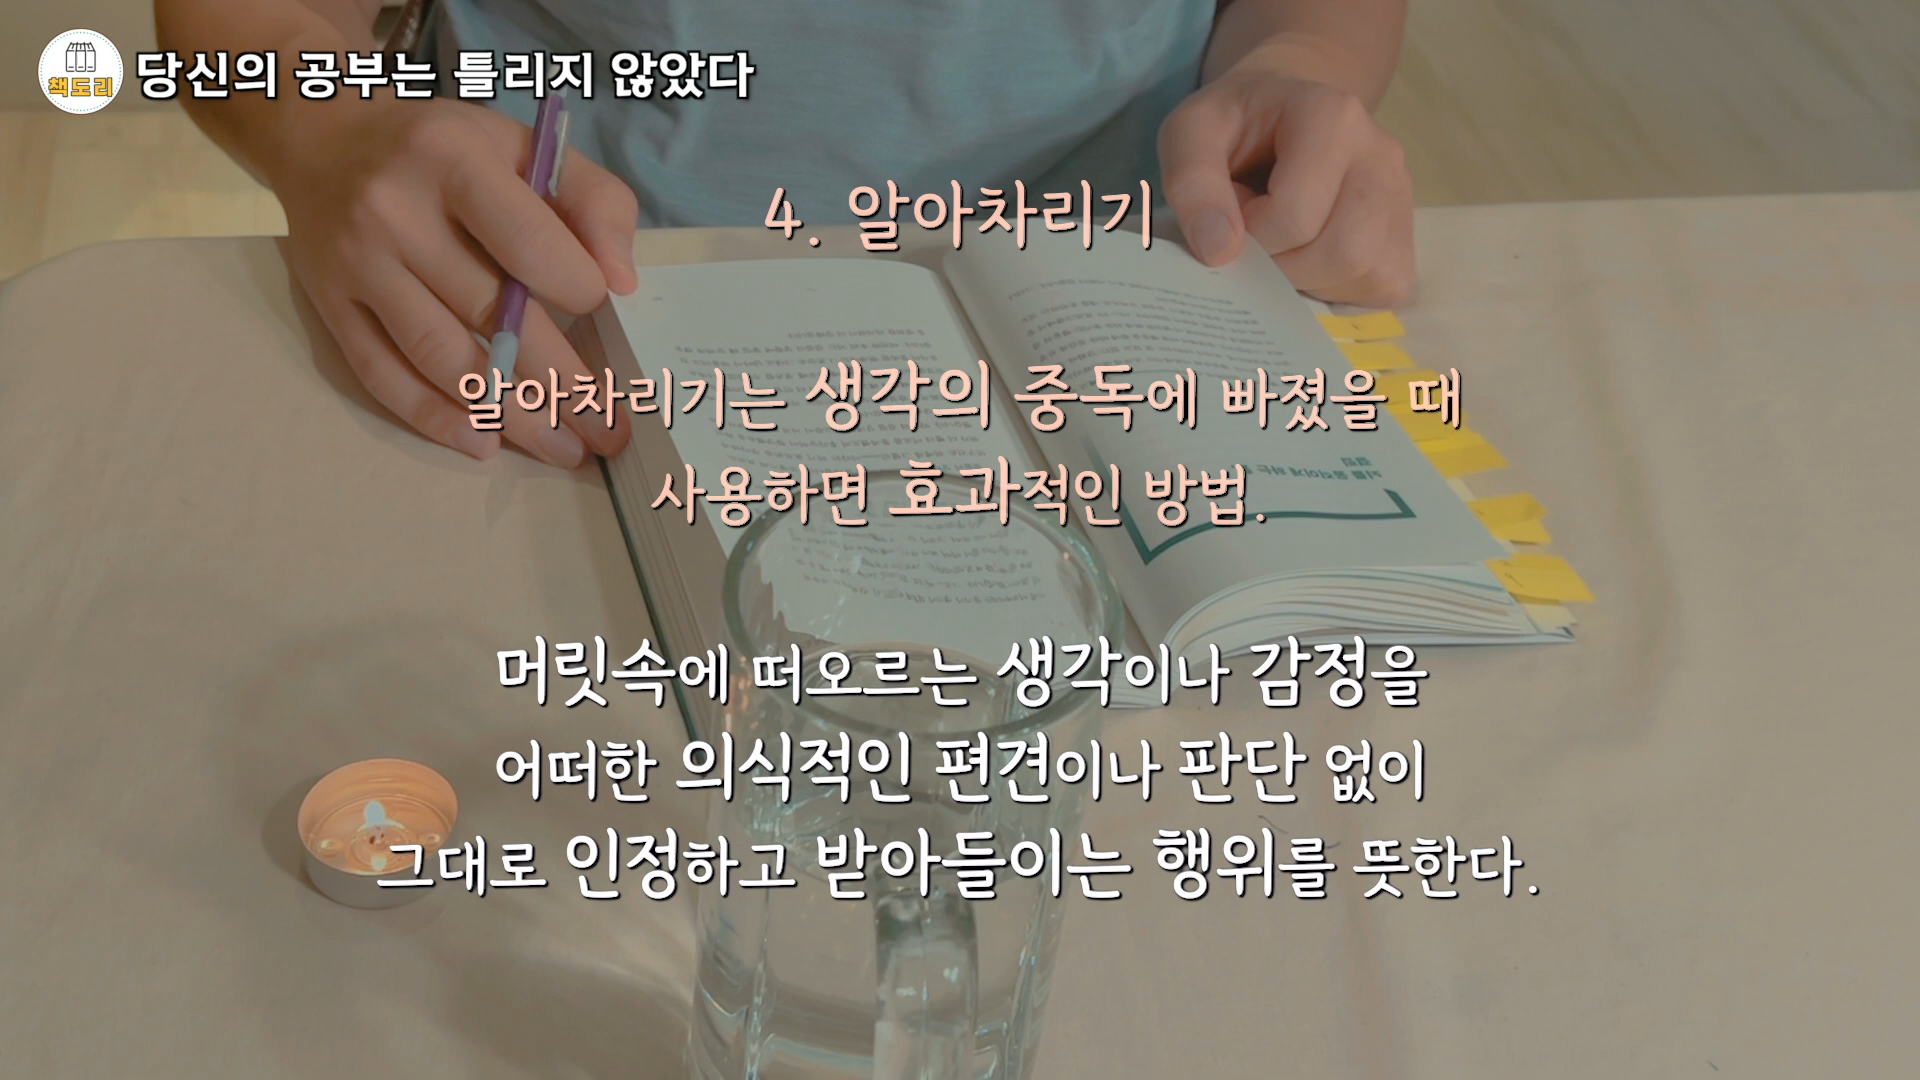 책도리
당신의 공부는 틀리지 않았다
4. 알아차리기
알아차리기는 생각의 중독에 빠졌을 때
사용하면 효과적인 방법.
머릿속에 떠오르는 생각이나 감정을
어떠한 의식적인 편견이나 판단 없이
그대로 인정하고 받아들이는 행위를 뜻한다.